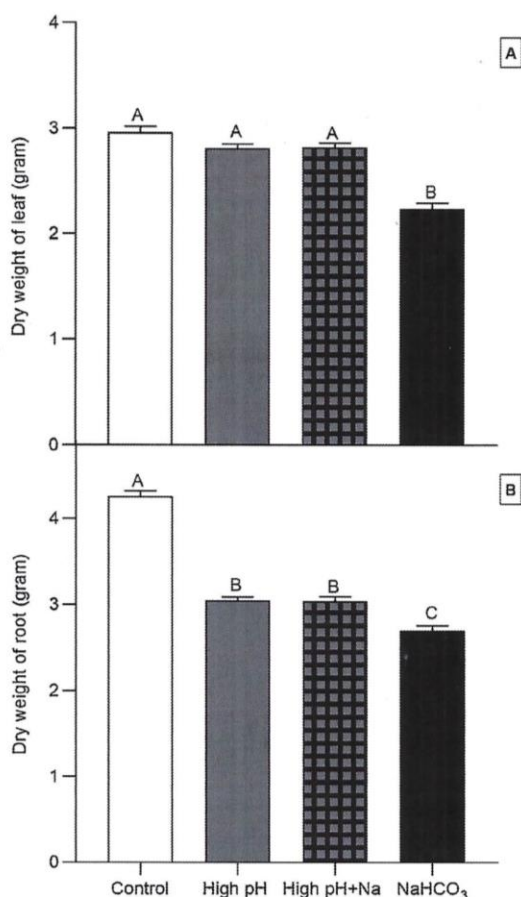 4
A
Dry weight of leaf (gram)
3
A
A
A
B
2
1
0
B
A
4
Dry weight of root (gram)
B
B
3
C
2
1
0
Control High pH High pH+Na NaHCO₃